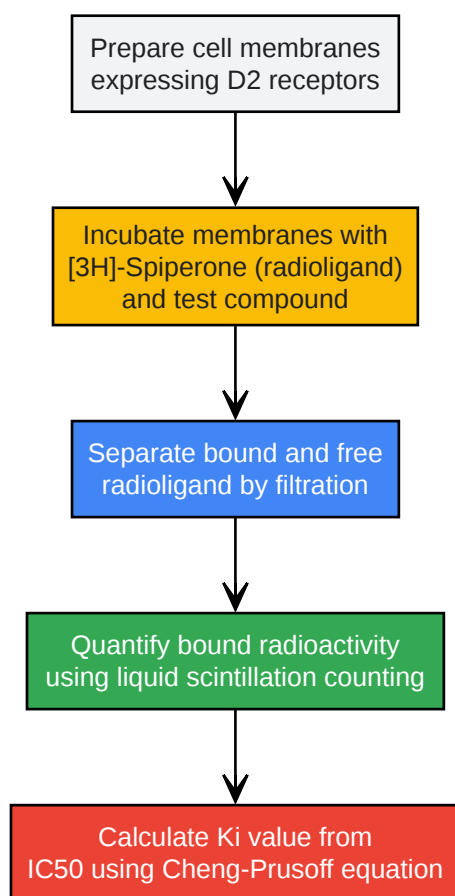 Prepare cell membranes
expressing D2 receptors
Incubate membranes with
[3H]-Spiperone (radioligand)
and test compound
Separate bound and free
radioligand by filtration
Quantify bound radioactivity
using liquid scintillation counting
Calculate Ki value from
IC50 using Cheng-Prusoff equation